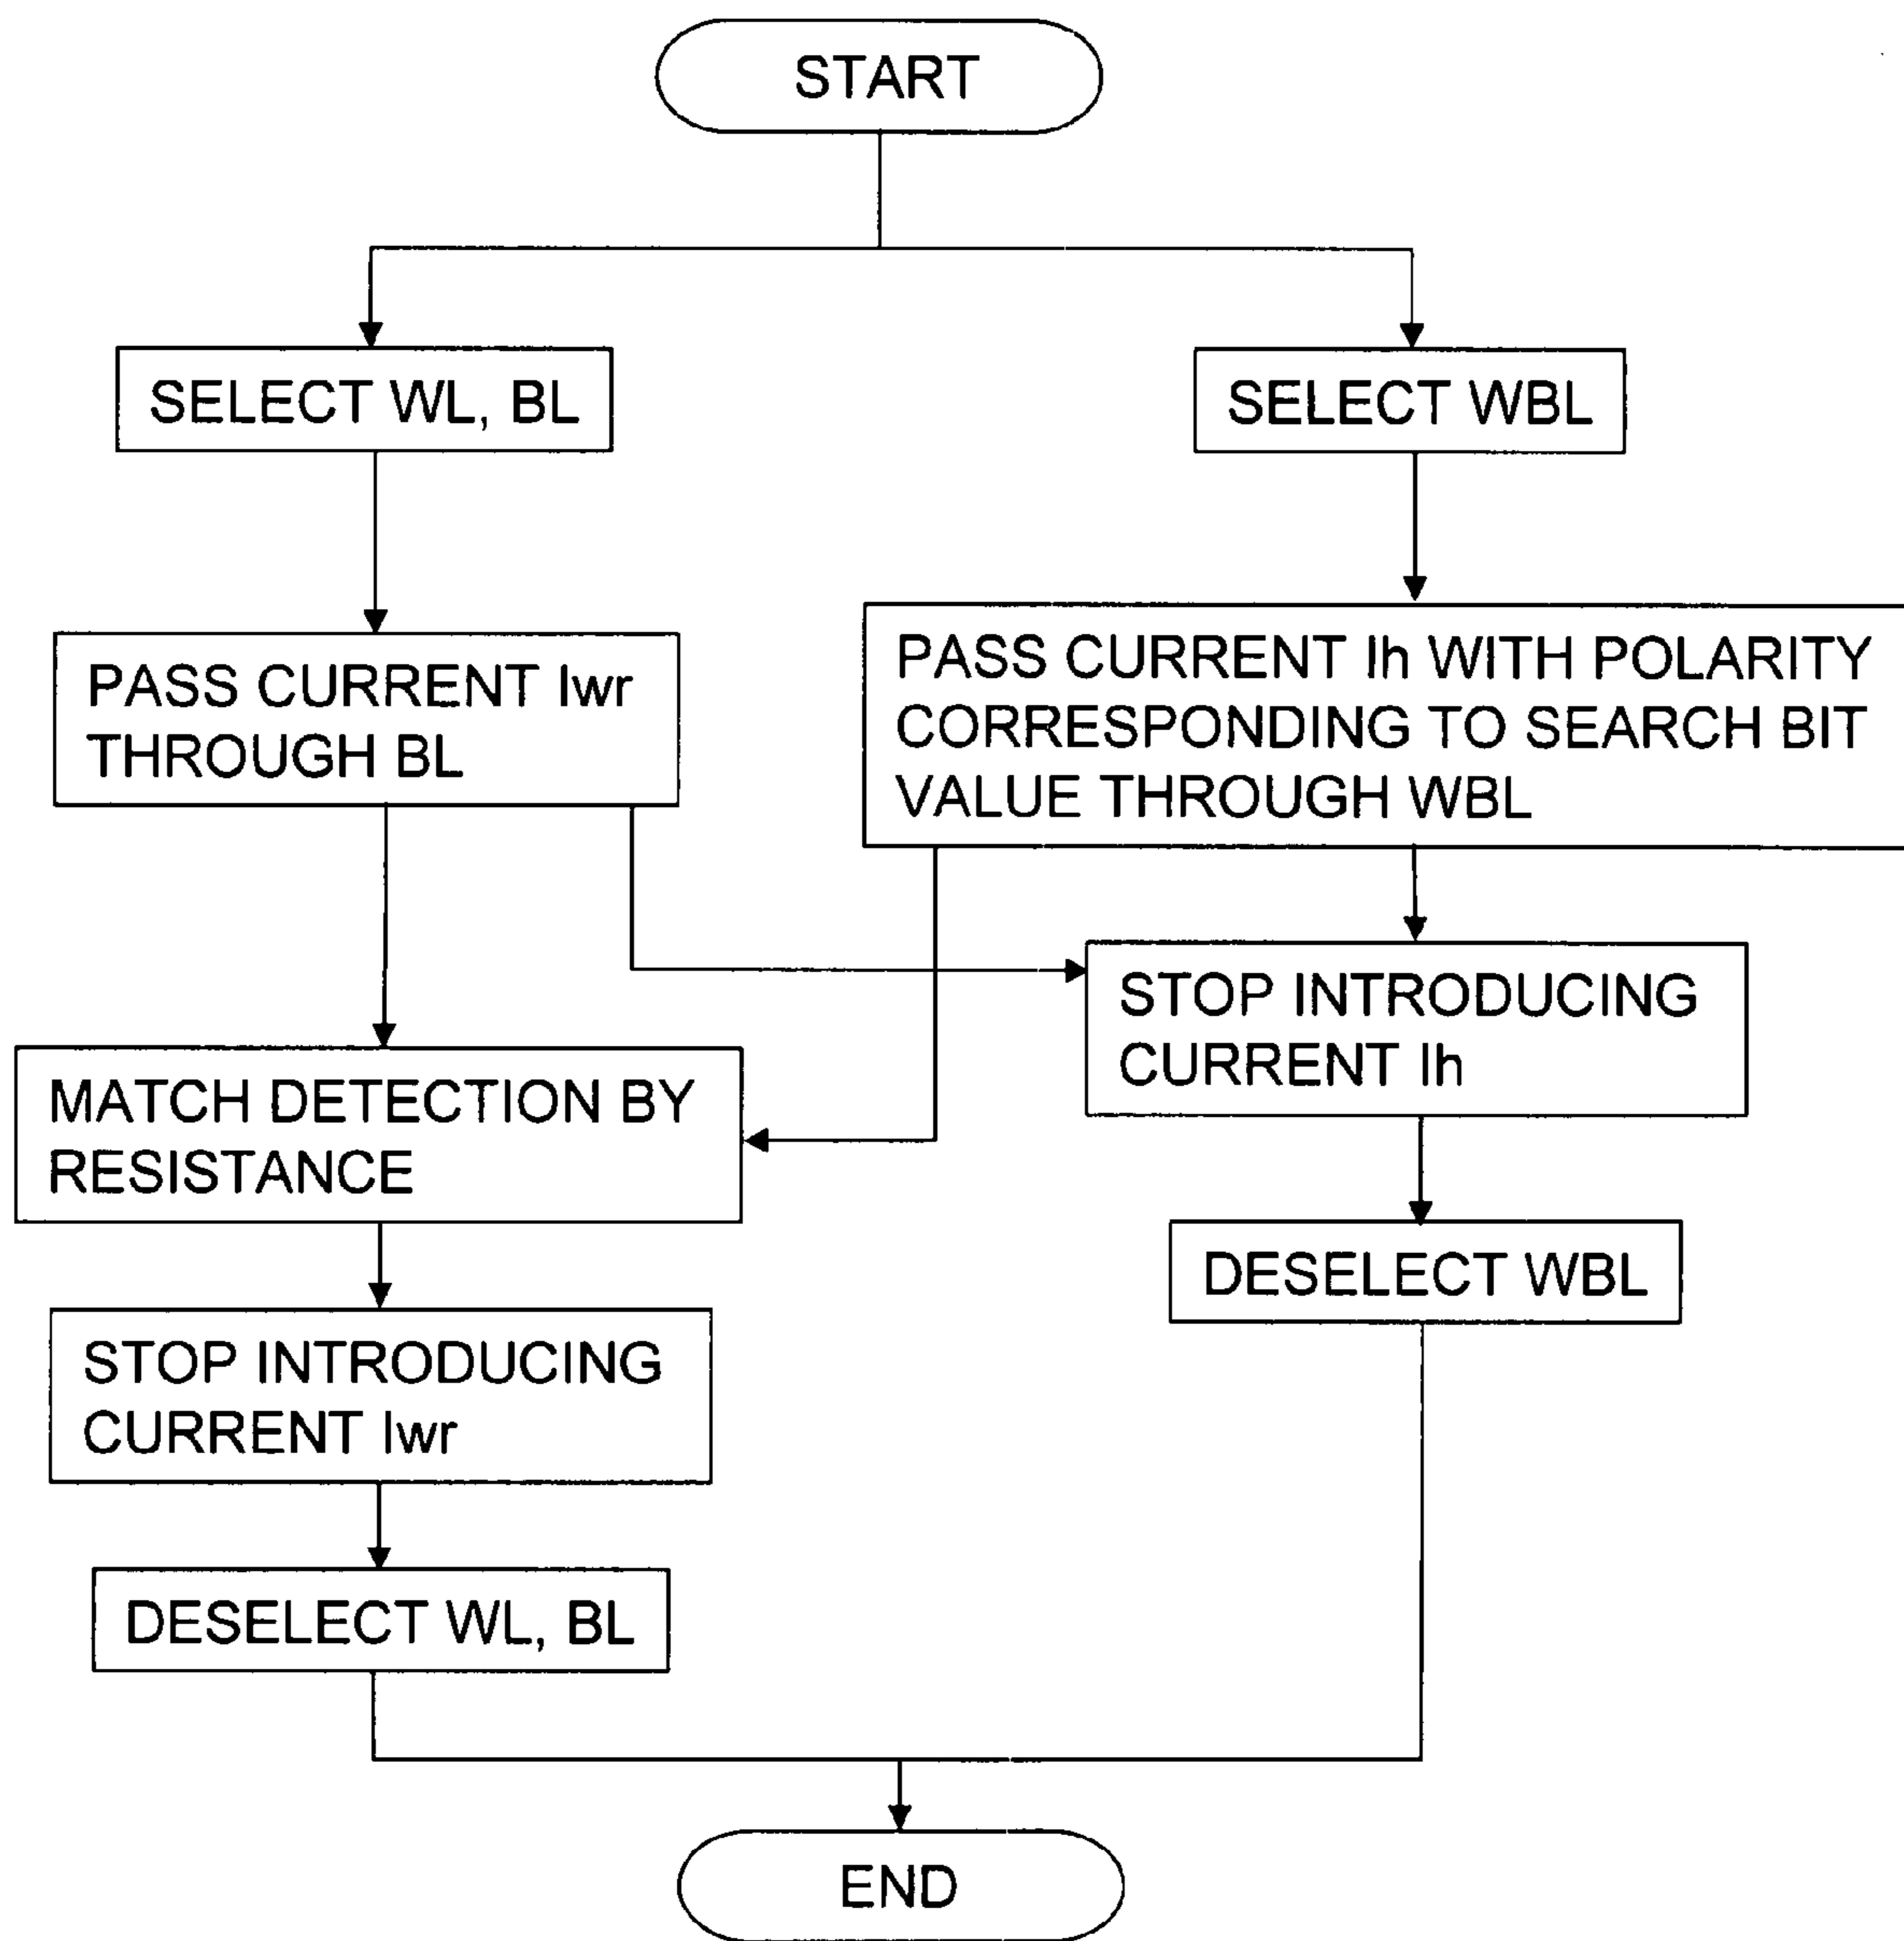 START
SELECT WL, BL
SELECT WBL
PASS CURRENT Iwr
THROUGH BL
PASS CURRENT Ih WITH POLARITY
CORRESPONDING TO SEARCH BIT
VALUE THROUGH WBL
STOP INTRODUCING
CURRENT Ih
MATCH DETECTION BY
RESISTANCE
DESELECT WBL
STOP INTRODUCING
CURRENT Iwr
DESELECT WL, BL
END